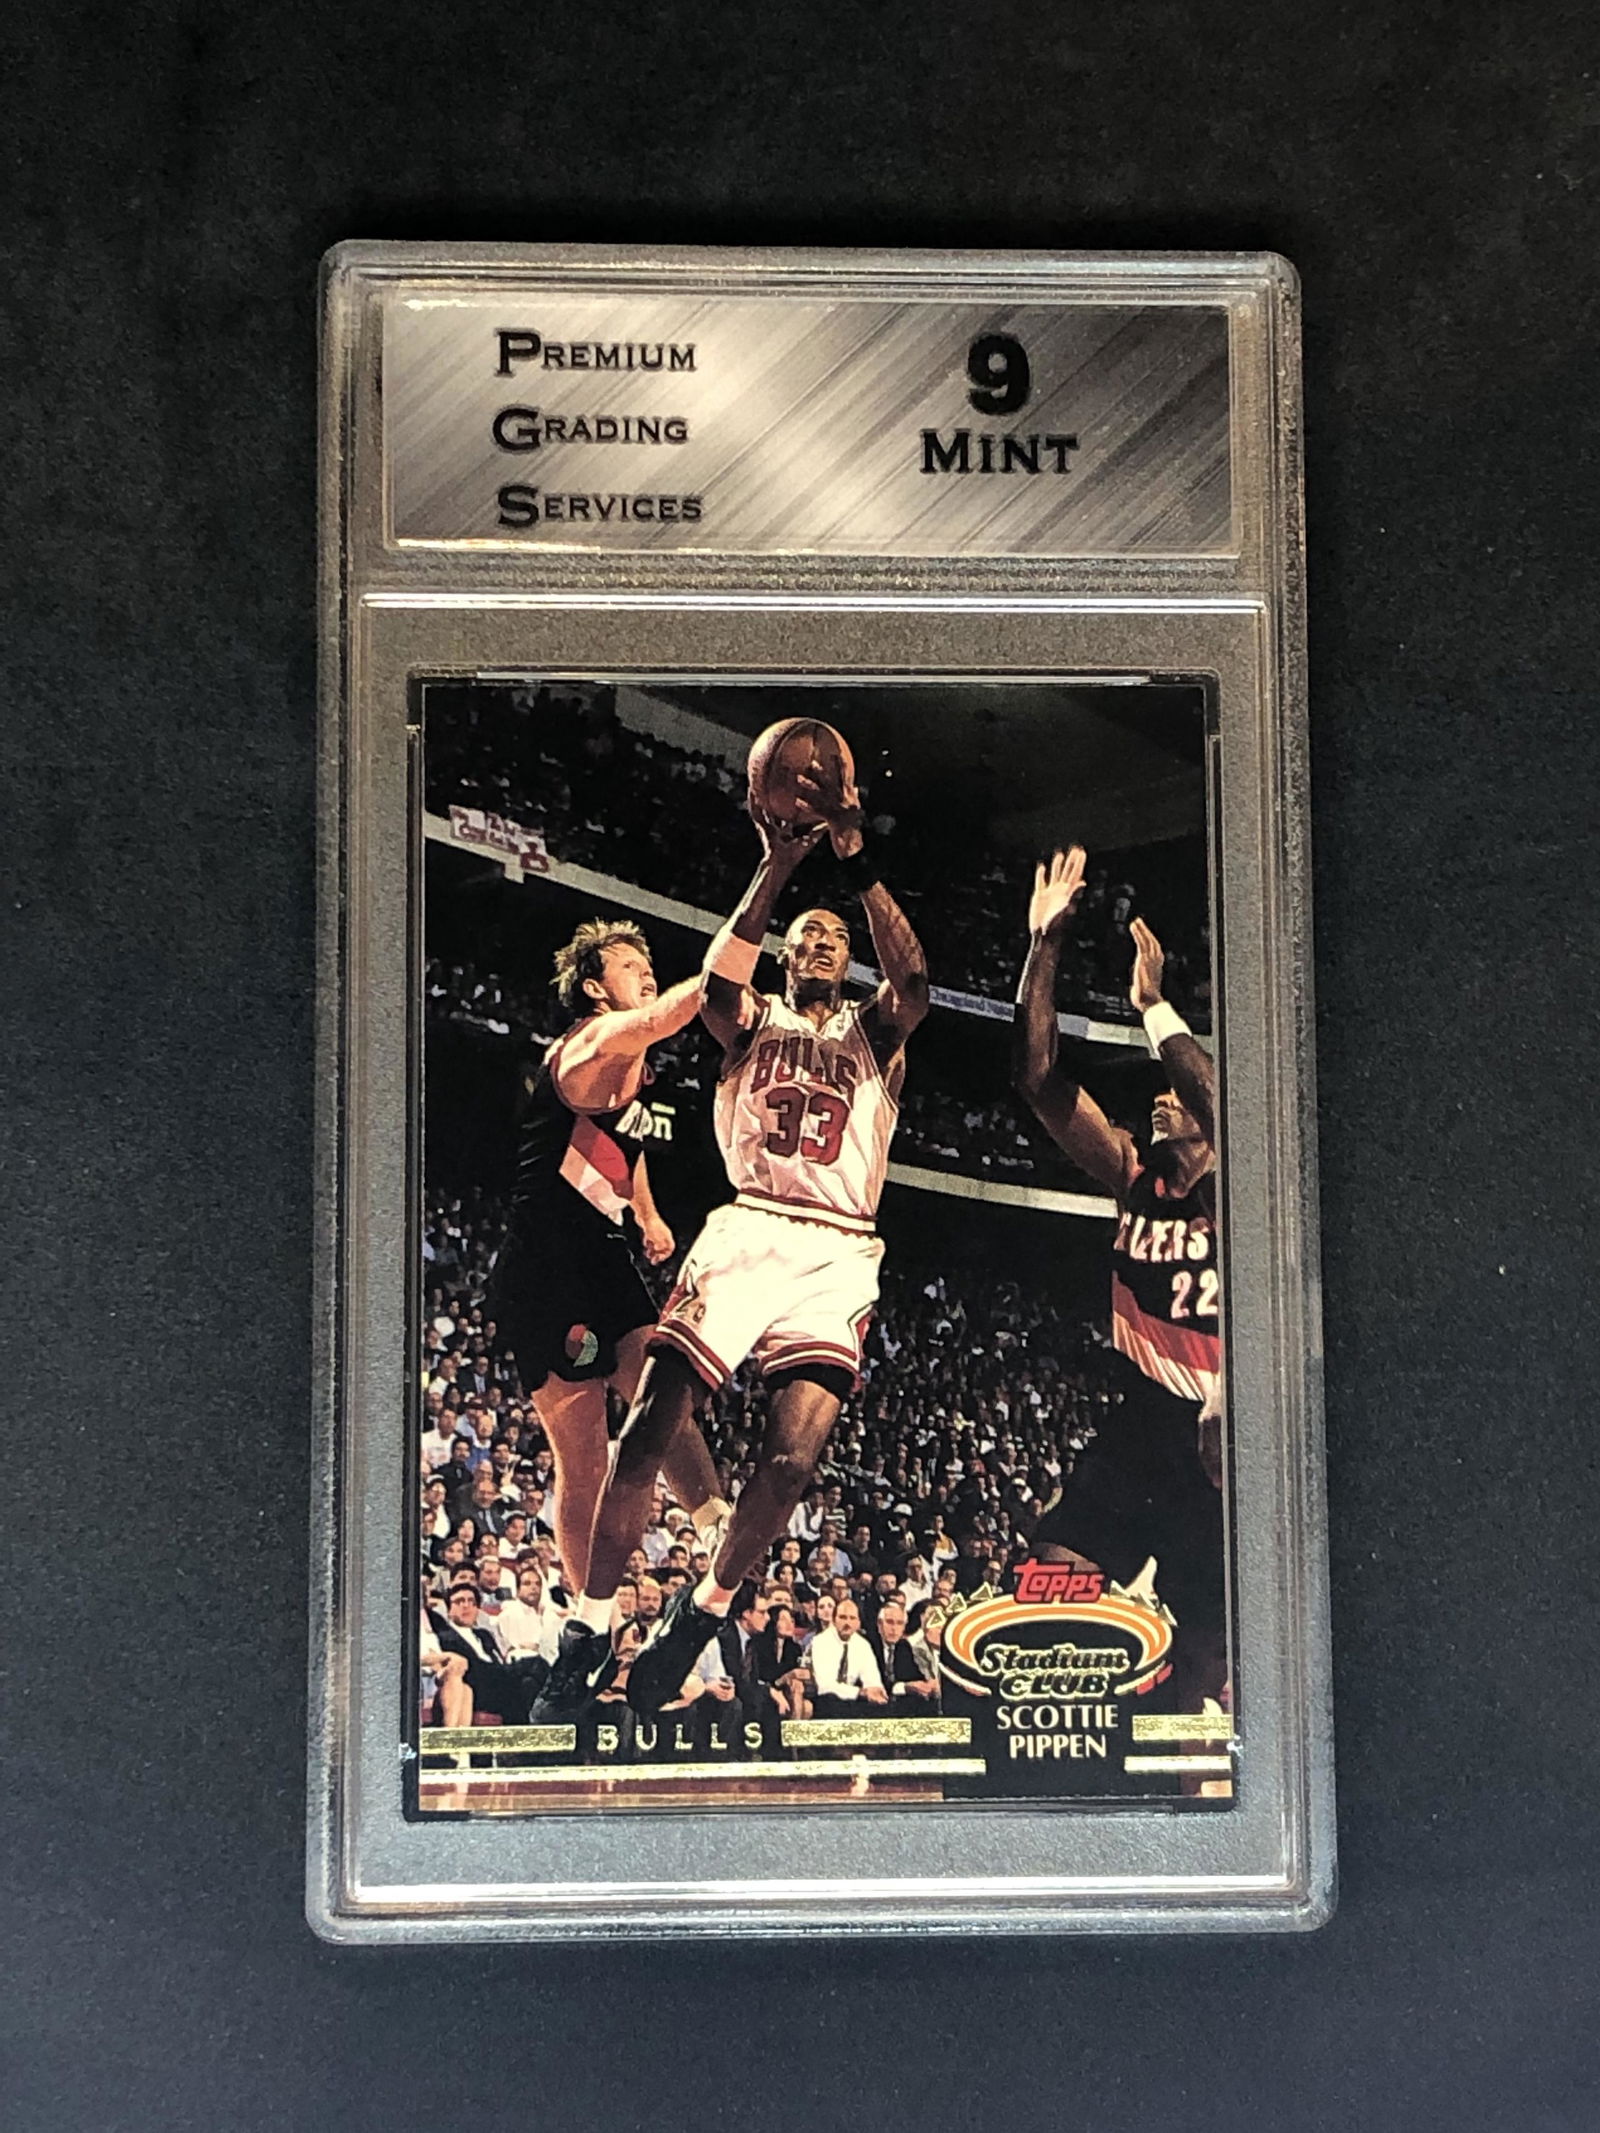 PREMIUM
GRADING
SERVICES
9
MINT
BULLS
33
22
TOPPS
Stadium
CLUB
BULLS
SCOTTIE
PIPPEN